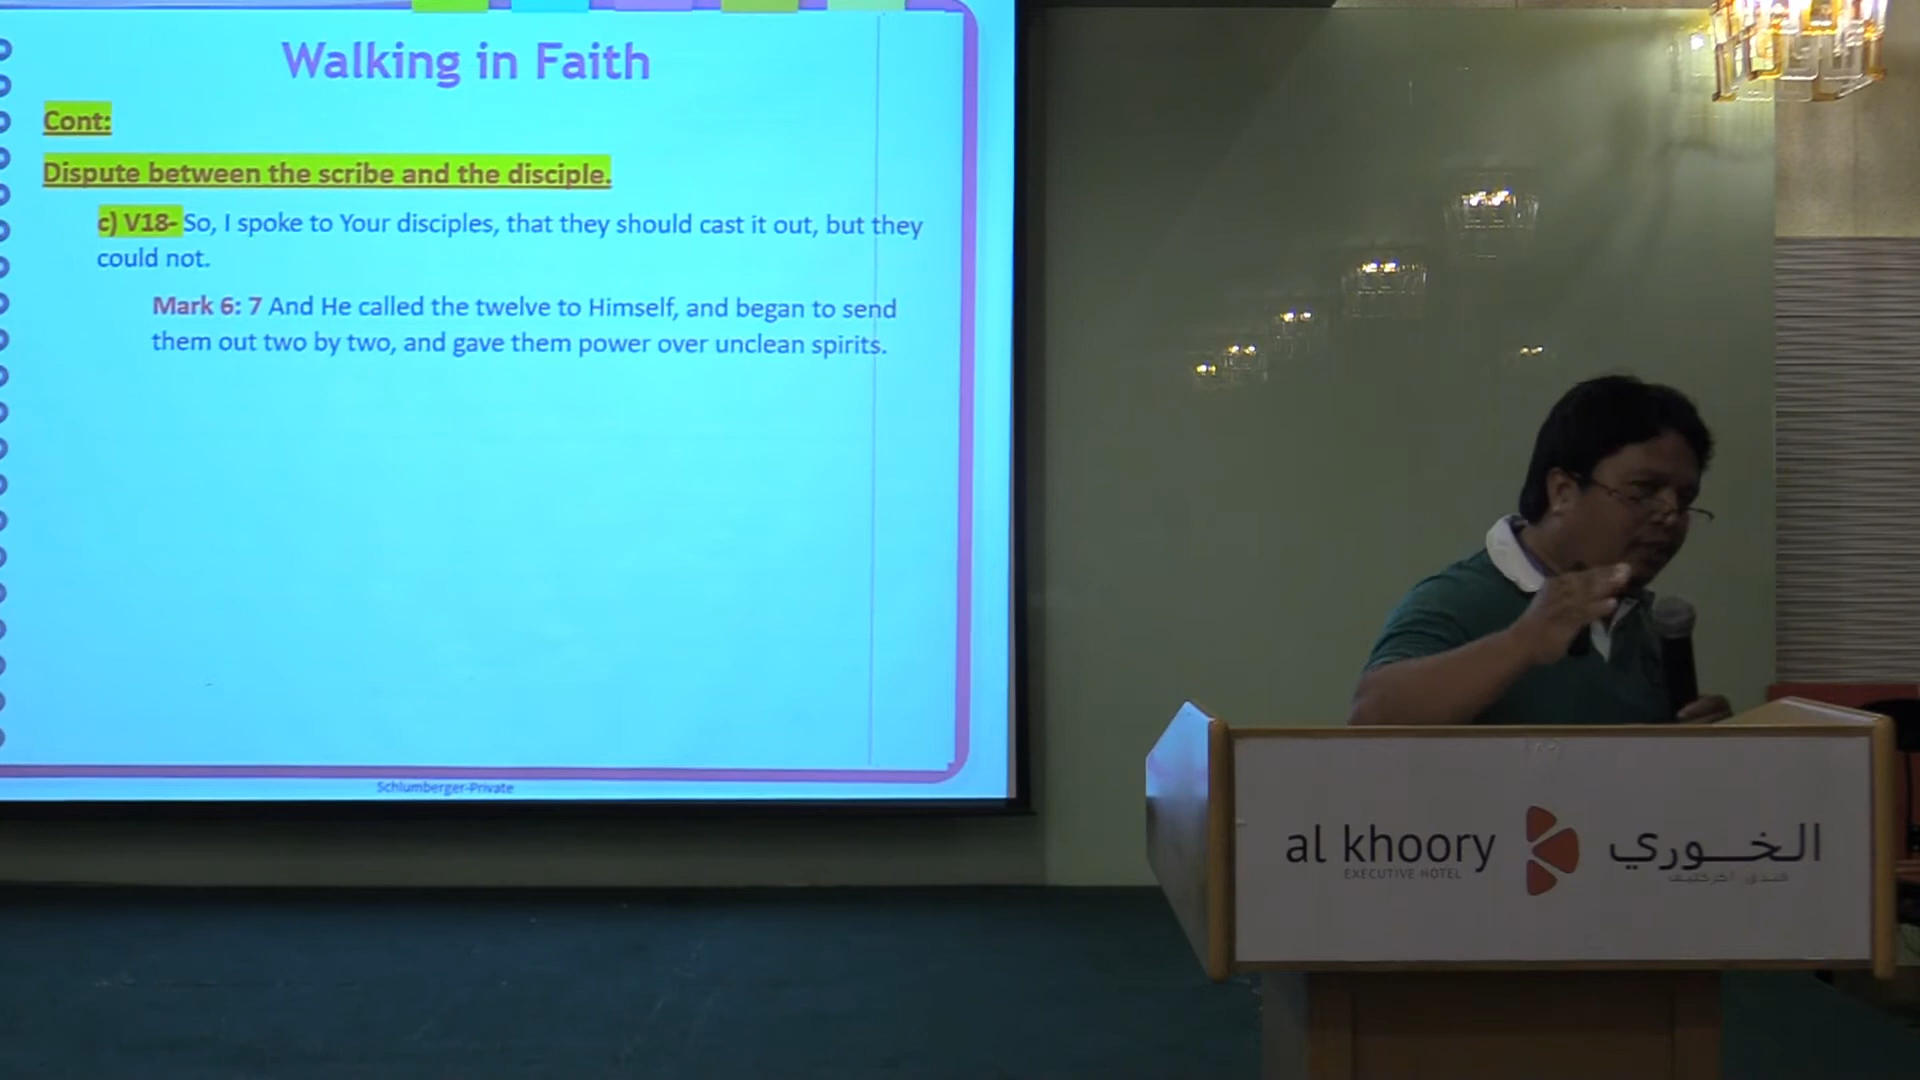 Walking in Faith
Cont:
Dispute between the scribe and the disciple.
c) V18- So, I spoke to Your disciples, that they should cast it out, but they
could not.
Mark 6: 7 And He called the twelve to Himself, and began to send
them out two by two, and gave them power over unclean spirits.
Schlumberger-Private
al khoory
EXECUTIVE HOTEL
الخوري
فندق اكزكتيف